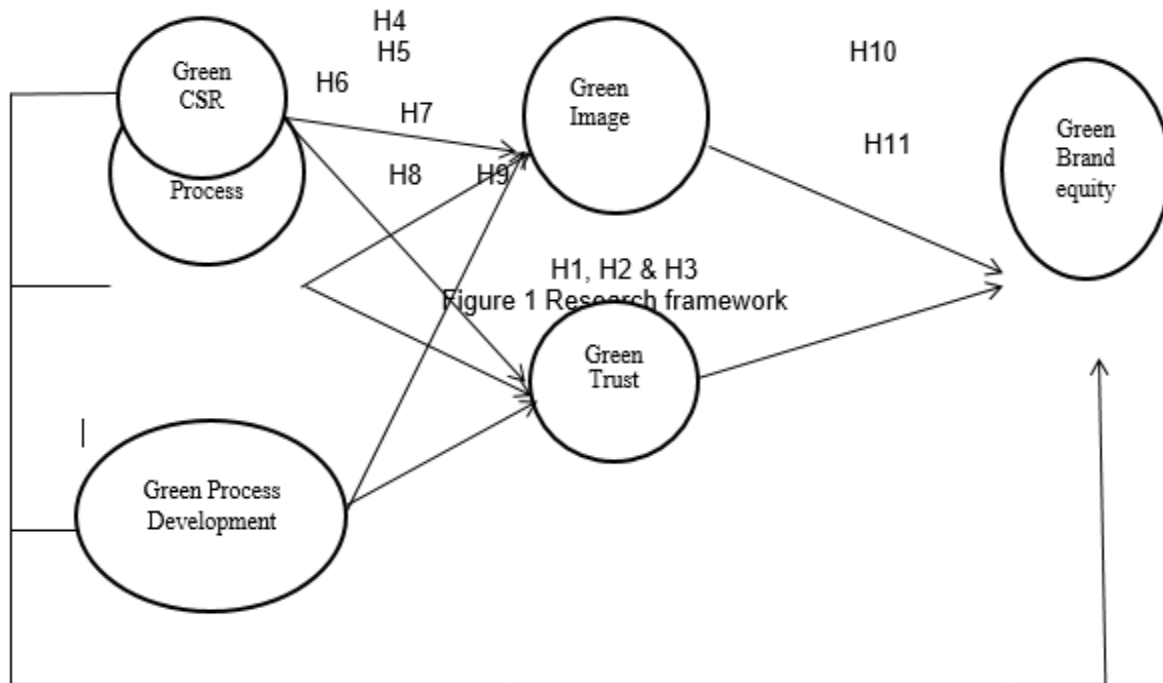 H4
H5
H6
H7
H8
H9
H10
H11
Green
CSR
Process
Green
Image
Green
Brand
equity
H1, H2 & H3
Figure 1 Research framework
Green
Trust
Green Process
Development